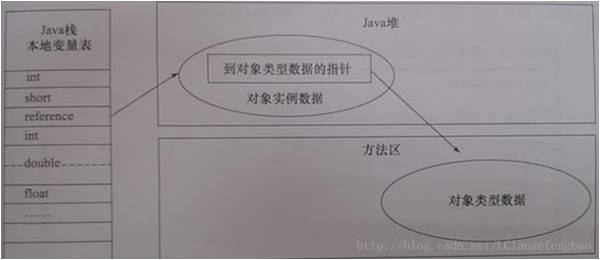 Java栈
本地变量表
int
short
reference
int
double
float
......
Java堆
到对象类型数据的指针
对象实例数据
方法区
对象类型数据
http://blog.csdn.net/LClansefengbao